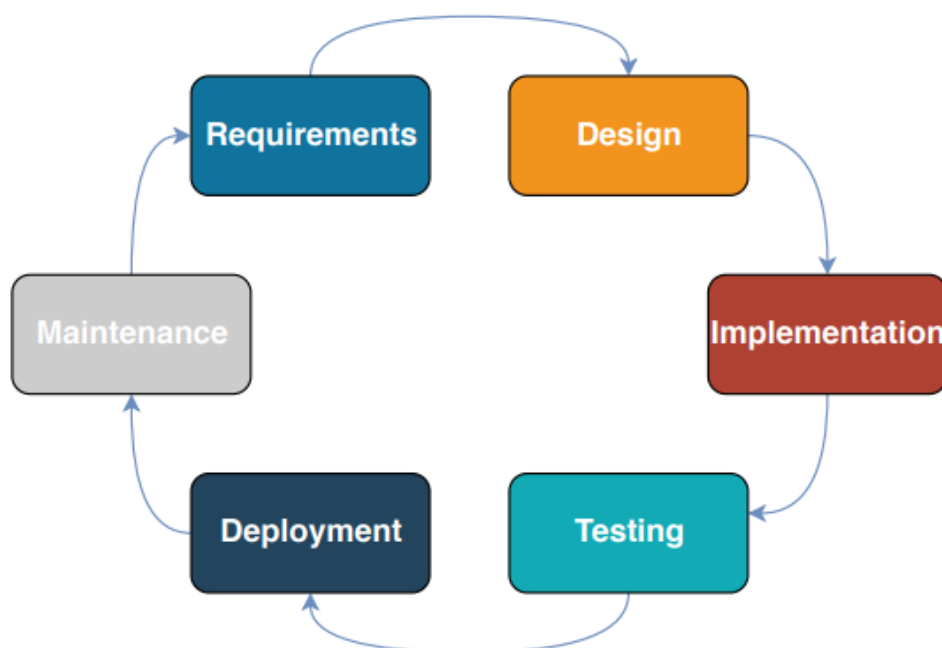 Requirements
Design
Maintenance
Implementation
Deployment
Testing